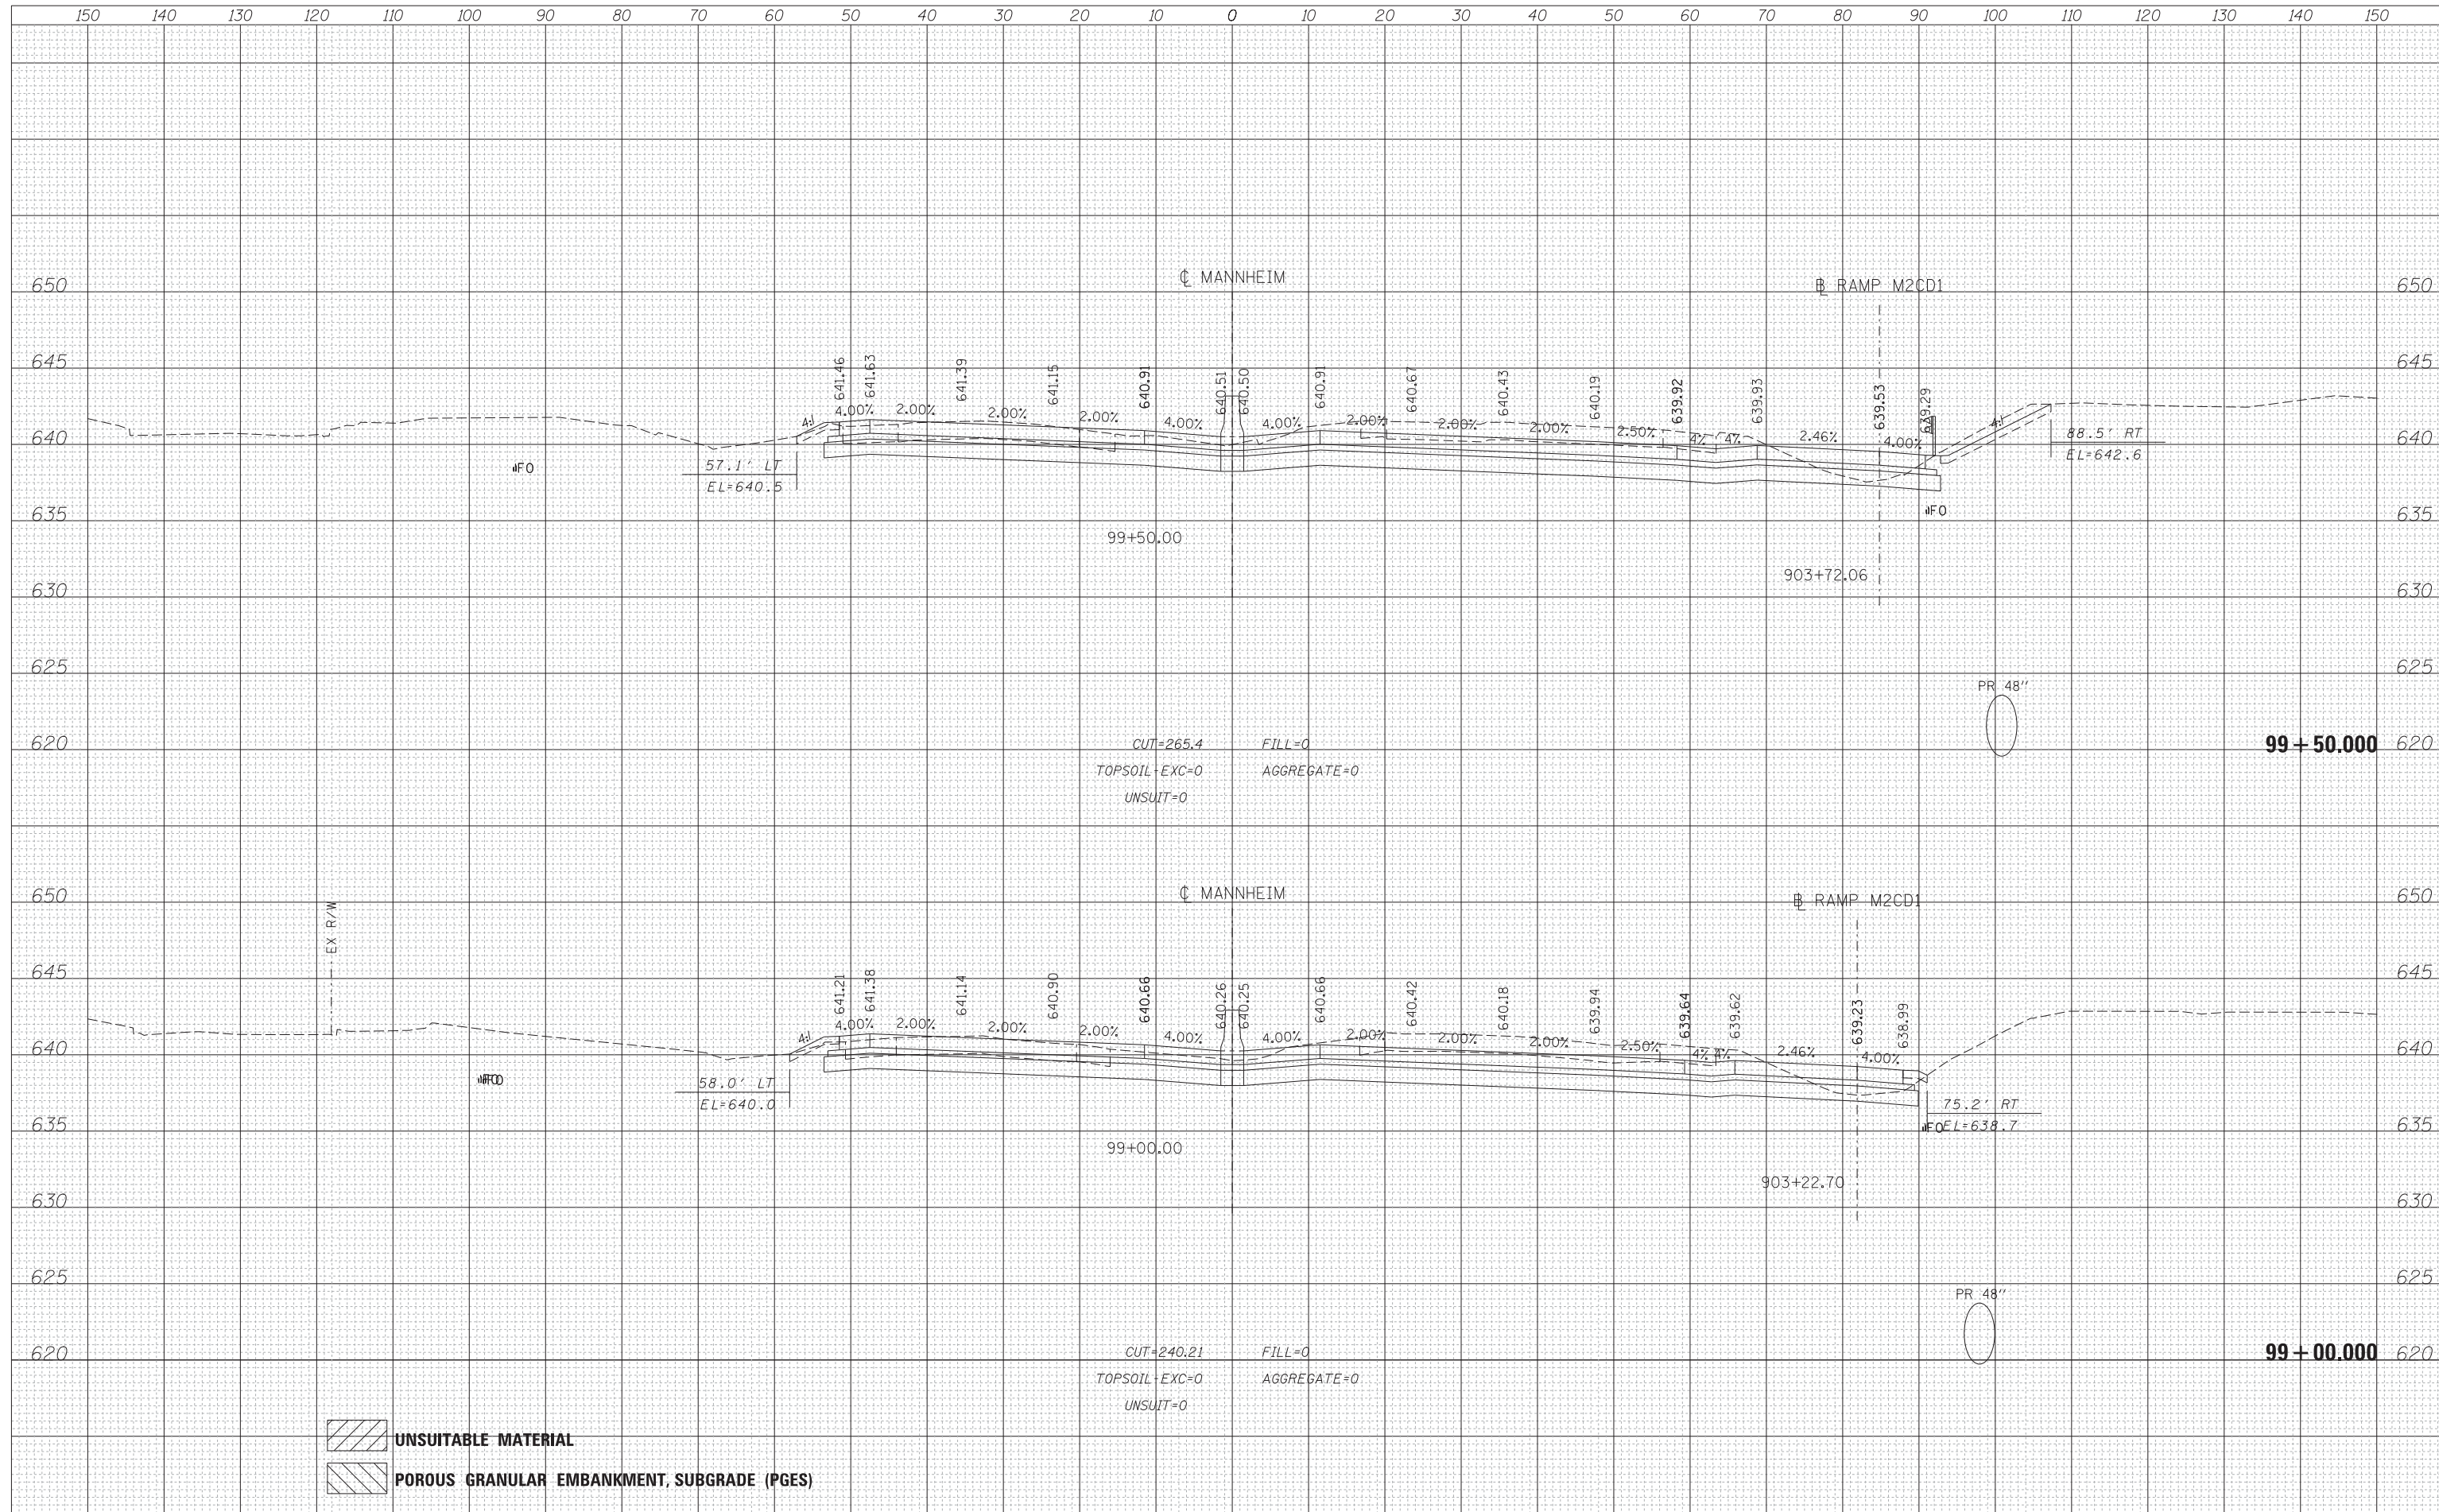 150 140 130 120 110 100 90 80 70 60 50 40 30 20 10 0 10 20 30 40 50 60 70 80 90 100 110 120 130 140 150
℄ MANNHEIM
RAMP M2CD1
650 650
645 645
641.46 641.63 641.39 641.15 640.91 640.51 640.50 640.91 640.67 640.43 640.19 639.92 639.93 639.53 639.29
4:1 4.00% 2.00% 2.00% 2.00% 4.00% 4.00% 2.00% 2.00% 2.00% 2.50% 4% 4% 2.46% 4.00% 4:1
640 640
57.1' LT
EL=640.5
88.5' RT
EL=642.6
FO
FO
635 635
99+50.00
903+72.06
630 630
625 625
PR 48"
620 99+50.000 620
CUT=265.4 FILL=0
TOPSOIL-EXC=0 AGGREGATE=0
UNSUIT=0
℄ MANNHEIM
RAMP M2CD1
650 650
EX R/W
645 645
641.21 641.38 641.14 640.90 640.66 640.26 640.25 640.66 640.42 640.18 639.94 639.64 639.62 639.23 638.99
4:1 4.00% 2.00% 2.00% 2.00% 4.00% 4.00% 2.00% 2.00% 2.00% 2.50% 4% 4% 2.46% 4.00%
640 640
58.0' LT
EL=640.0
75.2' RT
EL=638.7
FO
FO
635 635
99+00.00
903+22.70
630 630
625 625
PR 48"
620 99+00.000 620
CUT=240.21 FILL=0
TOPSOIL-EXC=0 AGGREGATE=0
UNSUIT=0
UNSUITABLE MATERIAL
POROUS GRANULAR EMBANKMENT, SUBGRADE (PGES)